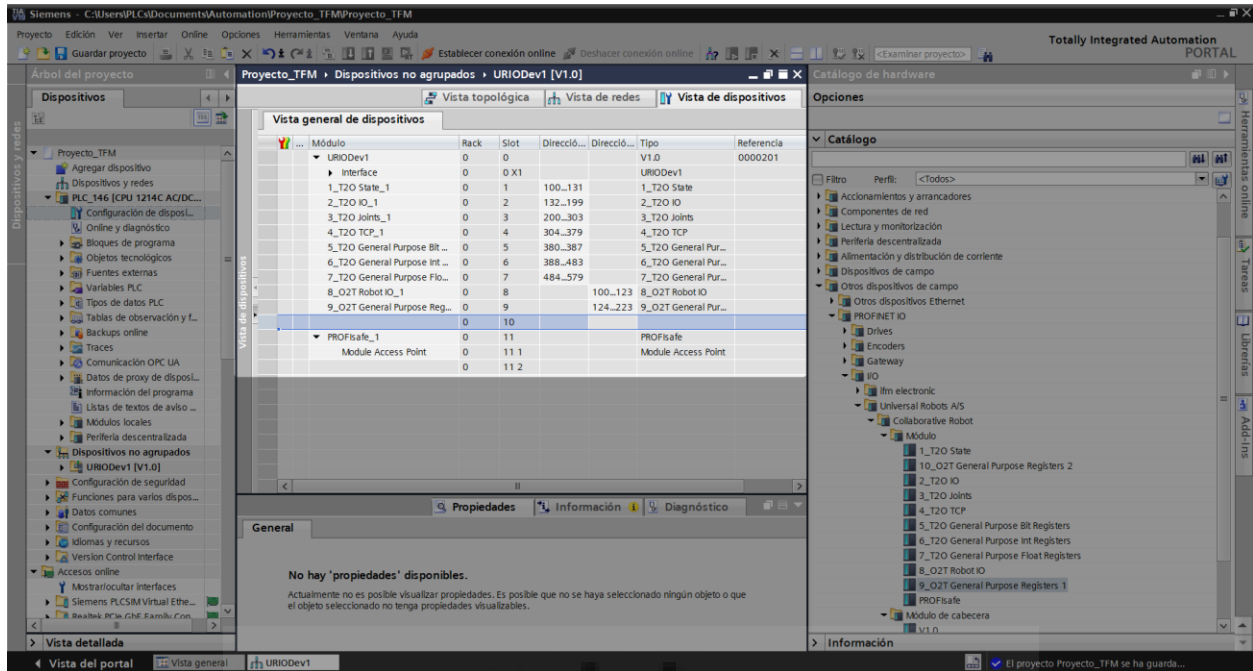 Siemens - C:\Users\PLCs\Documents\Automation\Proyecto_TFM\Proyecto_TFM
Proyecto Edición Ver Insertar Online Opciones Herramientas Ventana Ayuda
Totally Integrated Automation
PORTAL
Guardar proyecto Establecer conexión online Deshacer conexión online <Examinar proyecto>
Árbol del proyecto
Dispositivos
Dispositivos y redes
Proyecto_TFM
Agregar dispositivo
Dispositivos y redes
PLC_146 [CPU 1214C AC/DC...
Configuración de disposi...
Online y diagnóstico
Bloques de programa
Objetos tecnológicos
Fuentes externas
Variables PLC
Tipos de datos PLC
Tablas de observación y f...
Backups online
Traces
Comunicación OPC UA
Datos de proxy de disposi...
Información del programa
Listas de textos de aviso ...
Módulos locales
Periferia descentralizada
Dispositivos no agrupados
URIODev1 [V1.0]
Configuración de seguridad
Funciones para varios dispos...
Datos comunes
Configuración del documento
Idiomas y recursos
Version Control Interface
Accesos online
Mostrar/ocultar interfaces
Siemens PLCSIM Virtual Ethe...
Realtek PCIe GbE Family Con...
Vista detallada
Proyecto_TFM Dispositivos no agrupados URIODev1 [V1.0]
Vista topológica Vista de redes Vista de dispositivos
Vista general de dispositivos
Vista de dispositivos
... Módulo Rack Slot Direcció... Direcció... Tipo Referencia
URIODev1 0 0 V1.0 0000201
Interface 0 0 X1 URIODev1
1_T2O State_1 0 1 100...131 1_T2O State
2_T2O IO_1 0 2 132...199 2_T2O IO
3_T2O Joints_1 0 3 200...303 3_T2O Joints
4_T2O TCP_1 0 4 304...379 4_T2O TCP
5_T2O General Purpose Bit ... 0 5 380...387 5_T2O General Pur...
6_T2O General Purpose Int ... 0 6 388...483 6_T2O General Pur...
7_T2O General Purpose Flo... 0 7 484...579 7_T2O General Pur...
8_O2T Robot IO_1 0 8 100...123 8_O2T Robot IO
9_O2T General Purpose Reg... 0 9 124...223 9_O2T General Pur...
0 10
PROFIsafe_1 0 11 PROFIsafe
Module Access Point 0 11 1 Module Access Point
0 11 2
Propiedades Información Diagnóstico
General
No hay 'propiedades' disponibles.
Actualmente no es posible visualizar propiedades. Es posible que no se haya seleccionado ningún objeto o que
el objeto seleccionado no tenga propiedades visualizables.
Catálogo de hardware
Opciones
Catálogo
Filtro Perfil: <Todos>
Accionamientos y arrancadores
Componentes de red
Lectura y monitorización
Periferia descentralizada
Alimentación y distribución de corriente
Dispositivos de campo
Otros dispositivos de campo
Otros dispositivos Ethernet
PROFINET IO
Drives
Encoders
Gateway
I/O
ifm electronic
Universal Robots A/S
Collaborative Robot
Módulo
1_T2O State
10_O2T General Purpose Registers 2
2_T2O IO
3_T2O Joints
4_T2O TCP
5_T2O General Purpose Bit Registers
6_T2O General Purpose Int Registers
7_T2O General Purpose Float Registers
8_O2T Robot IO
9_O2T General Purpose Registers 1
PROFIsafe
Módulo de cabecera
V1.0
Información
Herramientas online
Tareas
Librerías
Add-Ins
Vista del portal Vista general URIODev1 El proyecto Proyecto_TFM se ha guarda...